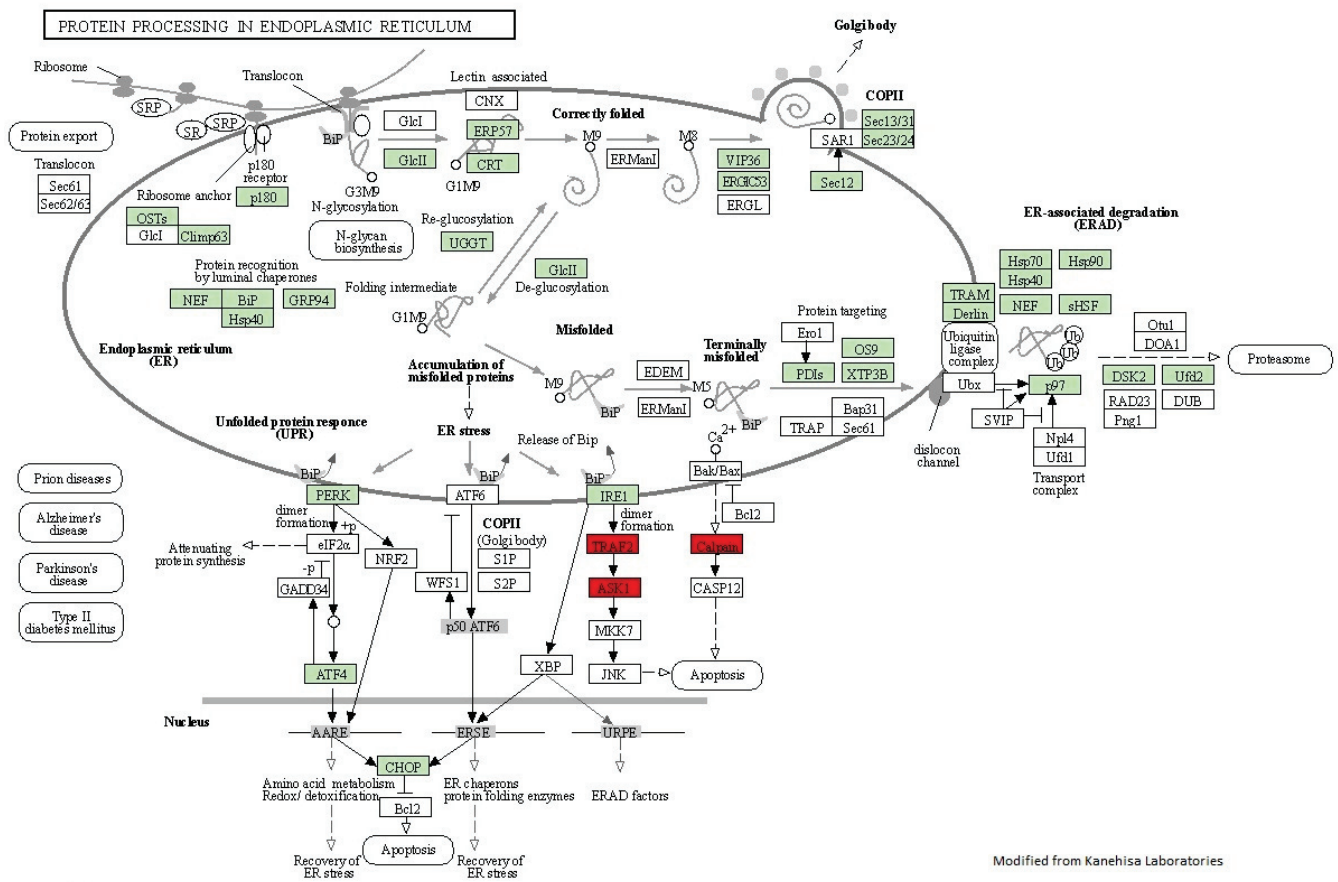 PROTEIN PROCESSING IN ENDOPLASMIC RETICULUM
Golgi body
Ribosome
Translocon
Lectin associated
CNX
COPII
SRP
SR
SRP
BiP
GlcI
ERP57
Correctly folded
M9
M8
Sec13/31
SAR1
Sec23/24
Protein export
GlcII
CRT
G1M9
ERManI
VIP36
ERGIC53
ERGL
Sec12
Translocon
Sec61
Sec62/63
p180
receptor
Ribosome anchor
p180
G3M9
N-glycosylation
N-glycan
biosynthesis
Re-glucosylation
UGGT
OSTs
GlcI
Climp63
ER-associated degradation
(ERAD)
Hsp70
Hsp90
Hsp40
Protein recognition
by luminal chaperones
NEF
BiP
GRP94
Hsp40
GlcII
De-glucosylation
Folding intermediate
G1M9
TRAM
Derlin
NEF
sHSF
Ubiquitin
ligase
complex
Ub
Ub
Ub
Otu1
DOA1
Proteasome
Endoplasmic reticulum
(ER)
Misfolded
Protein targeting
Ero1
OS9
PDIs
XTP3B
Terminally
misfolded
Accumulation of
misfolded proteins
M9
EDEM
ERManI
BiP
M5
BiP
Ubx
p97
DSK2
Ufd2
RAD23
DUB
Png1
SVIP
Bap31
TRAP
Sec61
Npl4
Ufd1
Transport
complex
dislocon
channel
Unfolded protein responce
(UPR)
ER stress
Release of Bip
Ca2+
Bak/Bax
Bcl2
BiP
BiP
BiP
Prion diseases
PERK
ATF6
IRE1
Alzheimer's
disease
dimer
formation
+p
eIF2α
Attenuating
protein synthesis
NRF2
COPII
(Golgi body)
S1P
S2P
WFS1
dimer
formation
TRAF2
Calpain
Parkinson's
disease
-p
GADD34
ASK1
CASP12
Type II
diabetes mellitus
p50 ATF6
MKK7
ATF4
XBP
JNK
Apoptosis
Nucleus
AARE
ERSE
URPE
CHOP
Amino acid metabolism
Redox/ detoxification
ER chaperons
protein folding enzymes
ERAD factors
Bcl2
Apoptosis
Recovery of
ER stress
Recovery of
ER stress
Modified from Kanehisa Laboratories